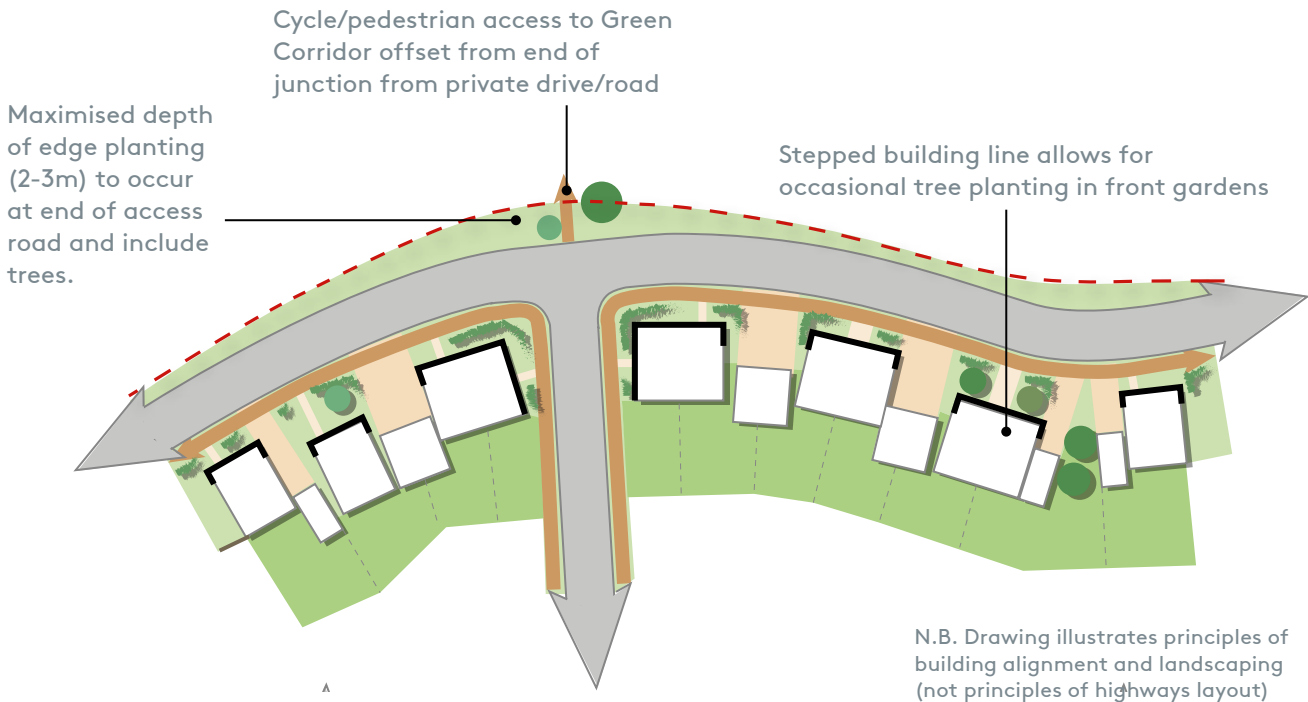 Cycle/pedestrian access to Green
Corridor offset from end of
junction from private drive/road
Maximised depth
of edge planting
(2-3m) to occur
at end of access
road and include
trees.
Stepped building line allows for
occasional tree planting in front gardens
N.B. Drawing illustrates principles of
building alignment and landscaping
(not principles of highways layout)